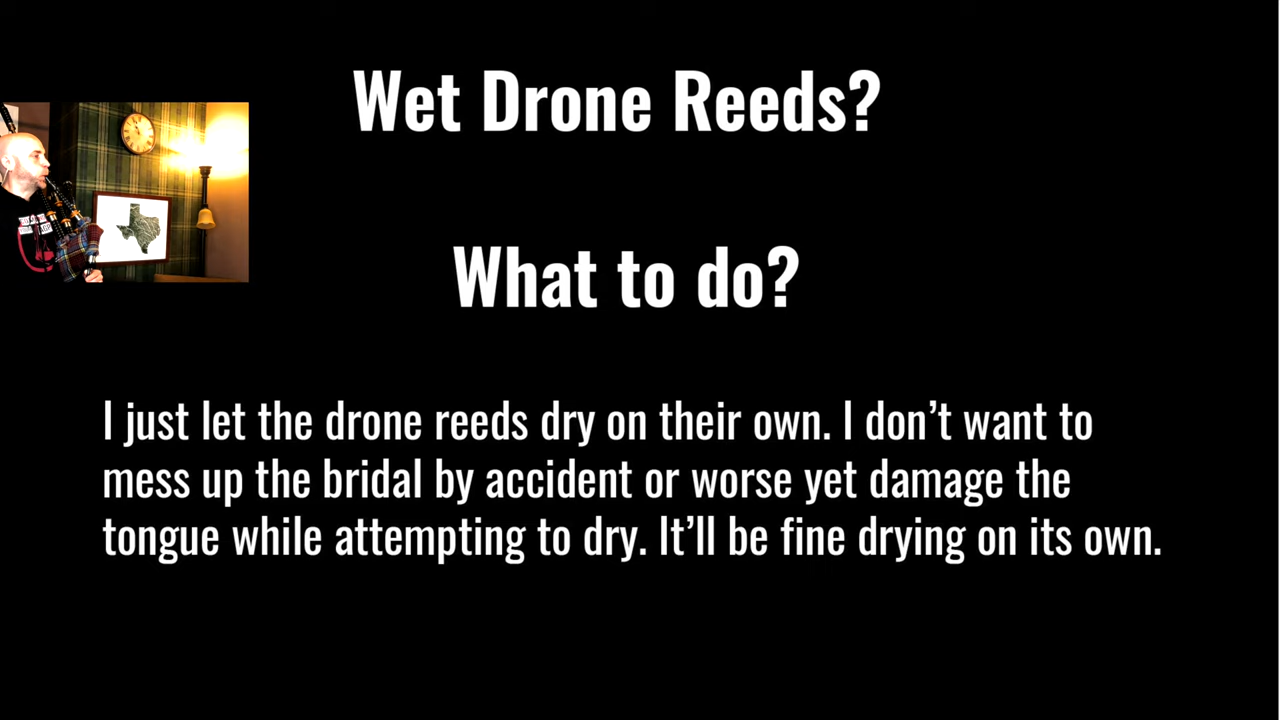 Wet Drone Reeds?
What to do?
I just let the drone reeds dry on their own. I don’t want to
mess up the bridal by accident or worse yet damage the
tongue while attempting to dry. It’ll be fine drying on its own.